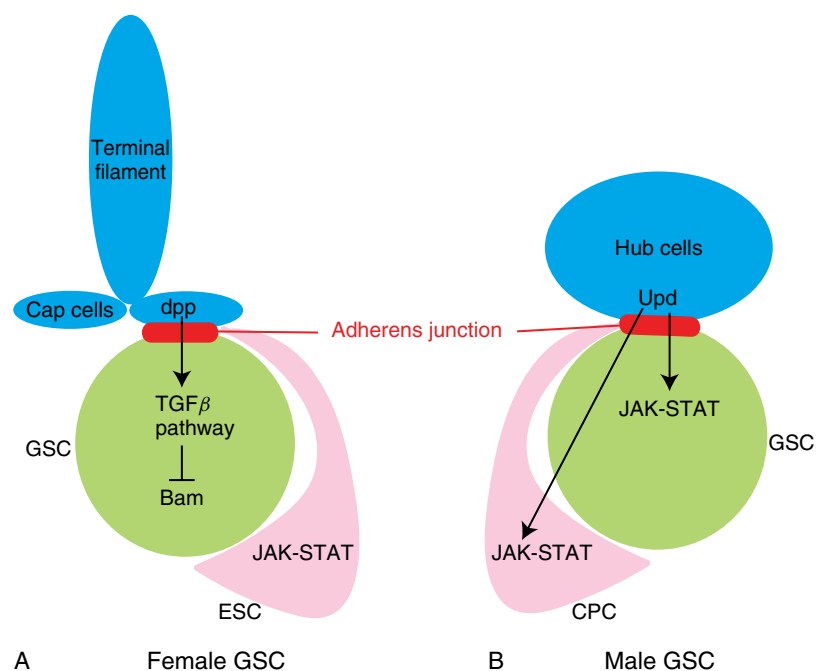 Terminal
filament
Cap cells
dpp
Adherens junction
TGFβ
pathway
GSC
Bam
JAK-STAT
ESC
A Female GSC
Hub cells
Upd
JAK-STAT
GSC
JAK-STAT
CPC
B Male GSC